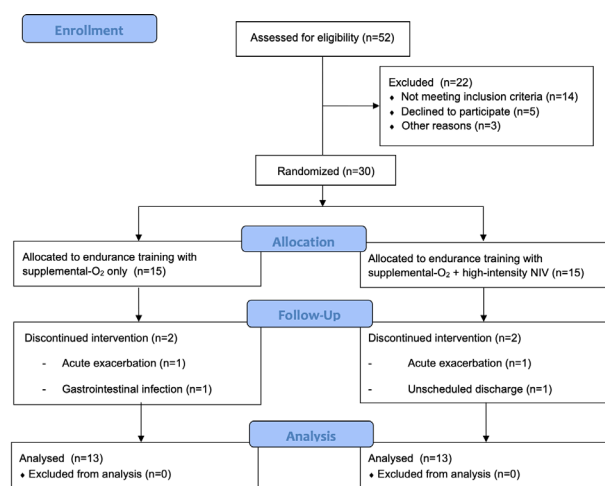 Enrollment
Assessed for eligibility (n=52)
Excluded (n=22)
♦ Not meeting inclusion criteria (n=14)
♦ Declined to participate (n=5)
♦ Other reasons (n=3)
Randomized (n=30)
Allocation
Allocated to endurance training with
supplemental-O₂ only (n=15)
Allocated to endurance training with
supplemental-O₂ + high-intensity NIV (n=15)
Follow-Up
Discontinued intervention (n=2)
- Acute exacerbation (n=1)
- Gastrointestinal infection (n=1)
Discontinued intervention (n=2)
- Acute exacerbation (n=1)
- Unscheduled discharge (n=1)
Analysis
Analysed (n=13)
♦ Excluded from analysis (n=0)
Analysed (n=13)
♦ Excluded from analysis (n=0)